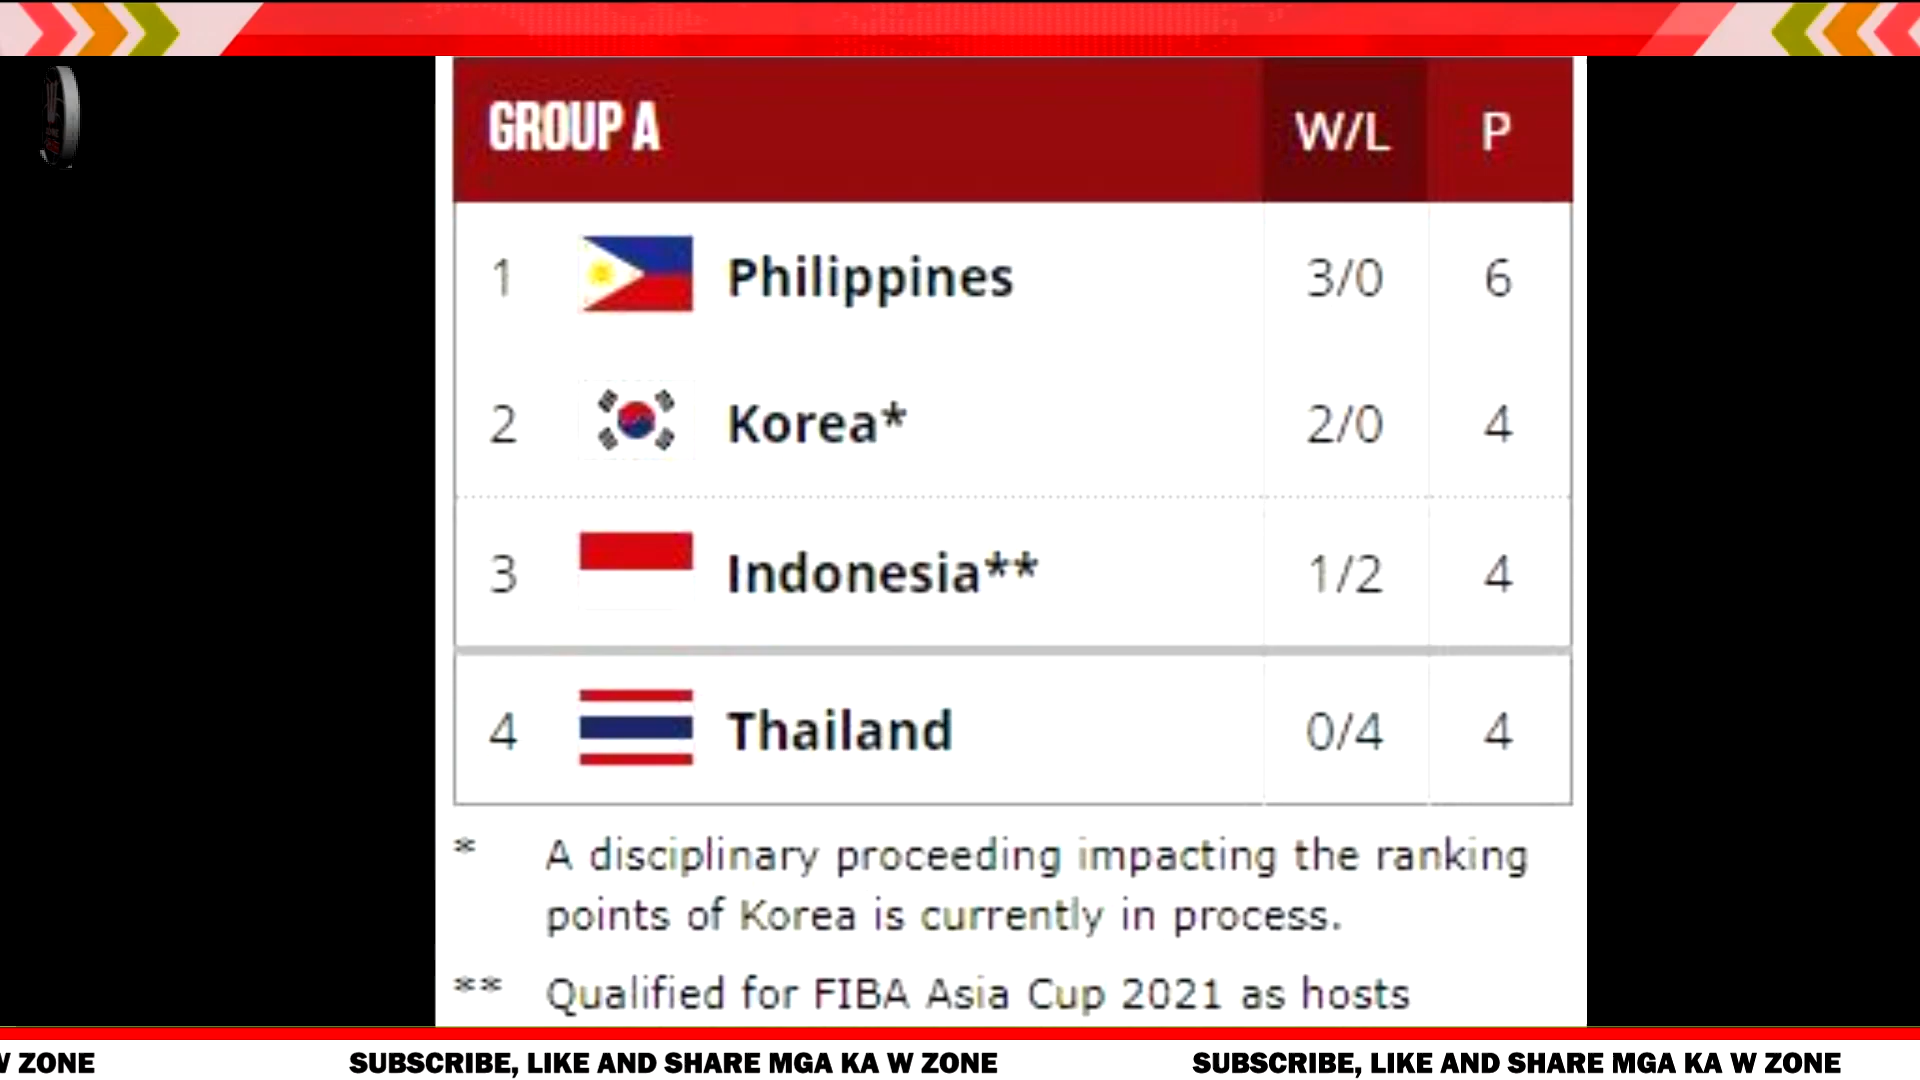 GROUP A W/L P
1 Philippines 3/0 6
2 Korea* 2/0 4
3 Indonesia** 1/2 4
4 Thailand 0/4 4
* A disciplinary proceeding impacting the ranking
points of Korea is currently in process.
** Qualified for FIBA Asia Cup 2021 as hosts
W ZONE SUBSCRIBE, LIKE AND SHARE MGA KA W ZONE SUBSCRIBE, LIKE AND SHARE MGA KA W ZONE